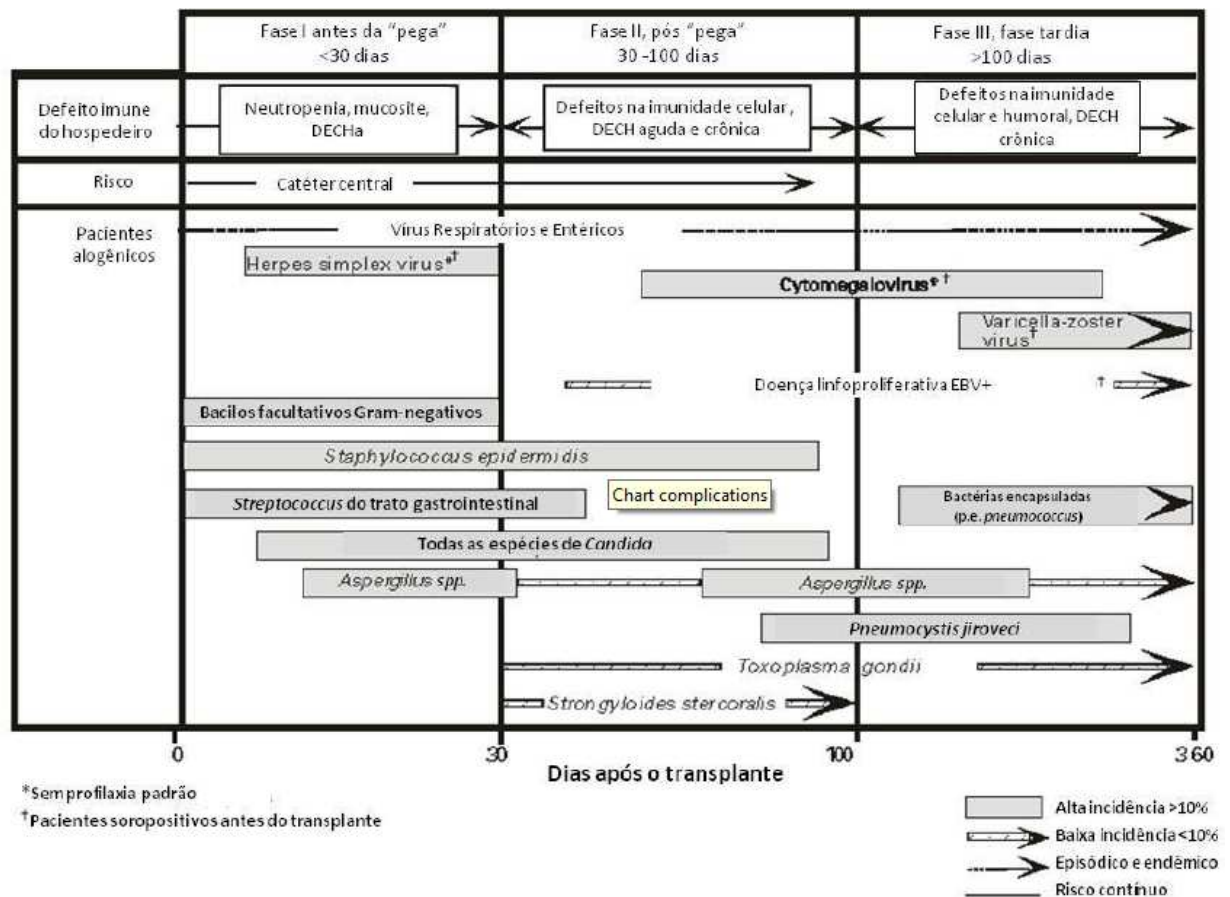 Fase I antes da “pega”
<30 dias
Fase II, pós “pega”
30-100 dias
Fase III, fase tardia
>100 dias
Defeito imune
do hospedeiro
Neutropenia, mucosite,
DECHa
Defeitos na imunidade celular,
DECH aguda e crônica
Defeitos na imunidade
celular e humoral, DECH
crônica
Risco
Catéter central
Pacientes
alogênicos
Vírus Respiratórios e Entéricos
Herpes simplex virus*†
Cytomegalovirus*†
Varicella-zoster
virus†
Doença linfoproliferativa EBV+ †
Bacilos facultativos Gram-negativos
Staphylococcus epidermidis
Streptococcus do trato gastrointestinal
Chart complications
Bactérias encapsuladas
(p.e. pneumococcus)
Todas as espécies de Candida
Aspergillus spp.
Aspergillus spp.
Pneumocystis jiroveci
Toxoplasma gondii
Strongyloides stercoralis
0
30
100
360
Dias após o transplante
*Sem profilaxia padrão
†Pacientes soropositivos antes do transplante
Alta incidência >10%
Baixa incidência <10%
Episódico e endêmico
Risco contínuo